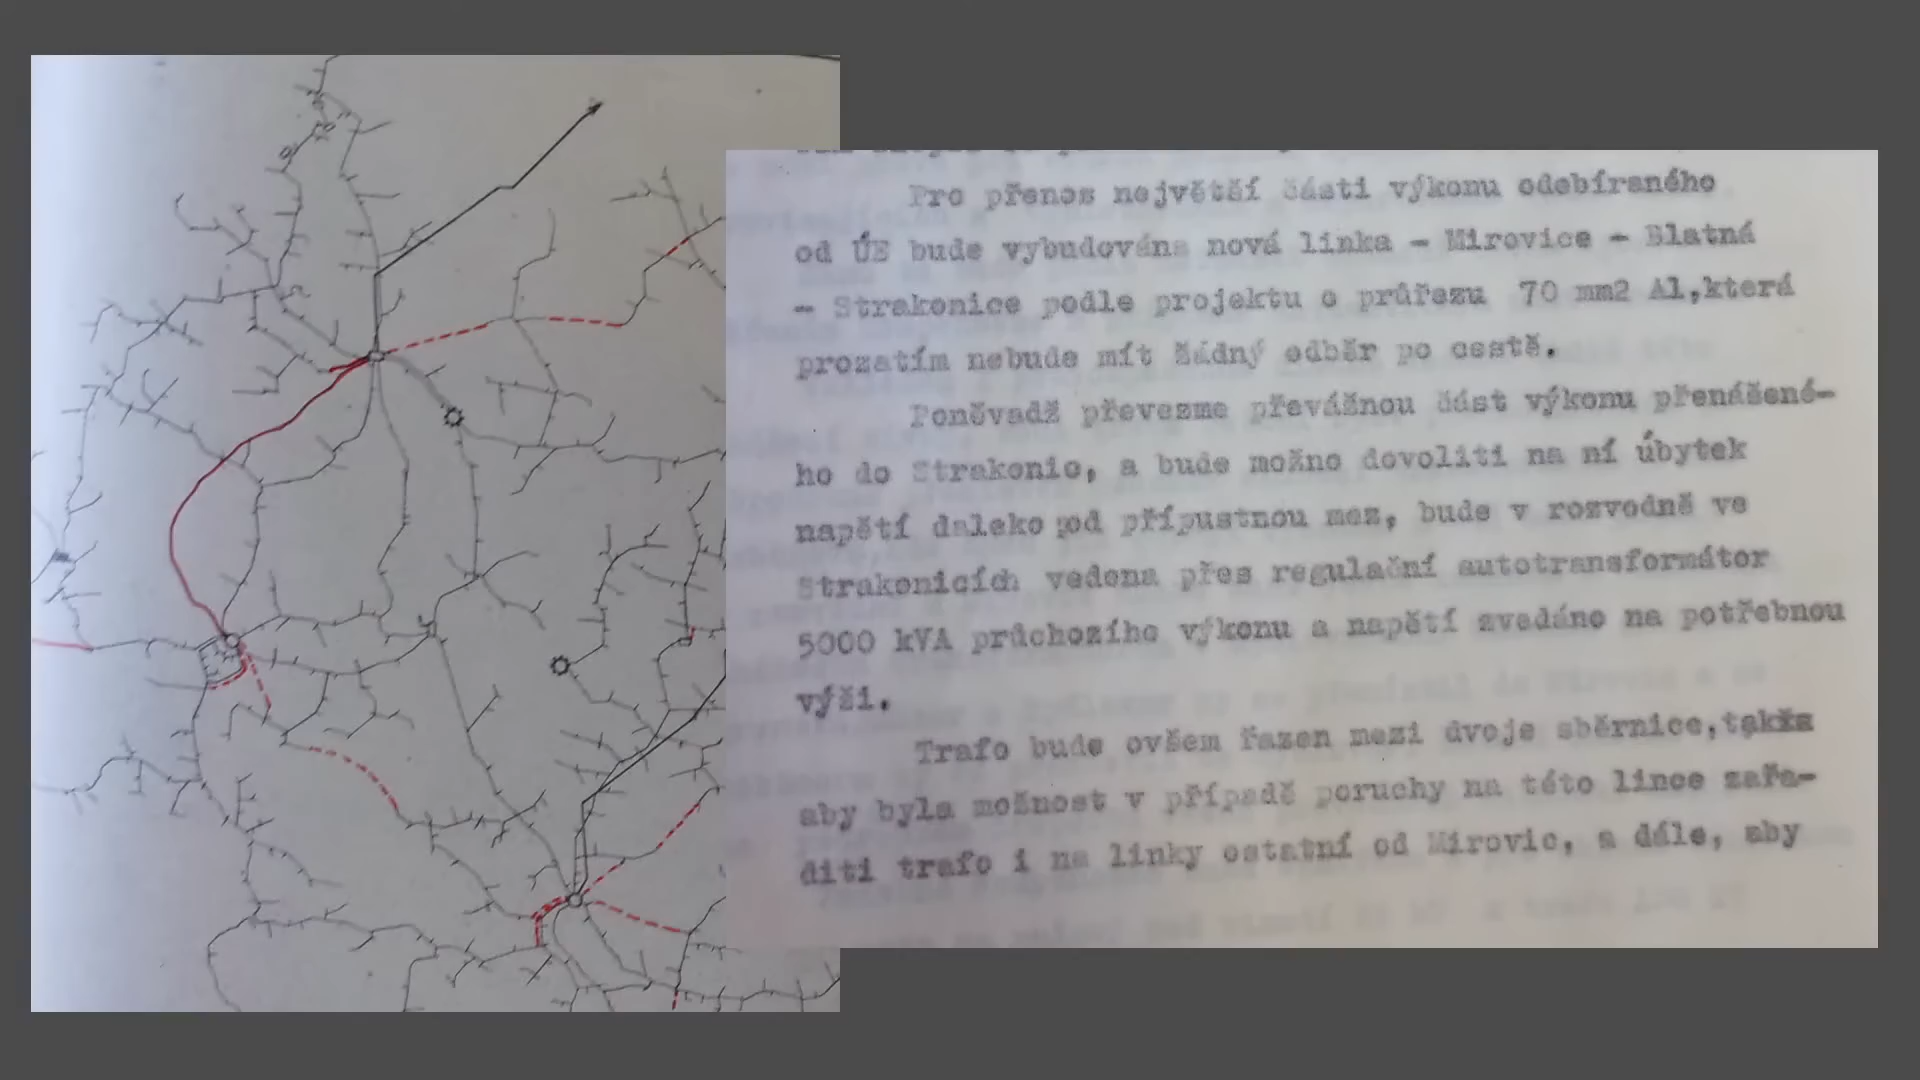 Pro přenos největší části výkonu odebíraného
od ÚE bude vybudována nová linka - Mirovice - Blatná
- Strakonice podle projektu o průřezu 70 mm2 Al,která
prozatím nebude mít žádný odběr po cestě.
Poněvadž převezme převážnou část výkonu přenášené-
ho do Strakonic, a bude možno dovoliti na ní úbytek
napětí daleko pod přípustnou mez, bude v rozvodně ve
Strakonicích vedena přes regulační autotransformátor
5000 kVA průchozího výkonu a napětí zvedáno na potřebnou
výši.
Trafo bude ovšem řazen mezi dvoje sběrnice,
aby byla možnost v případě poruchy na této lince zařa-
diti trafo i na linky ostatní od Mirovic, a dále, aby